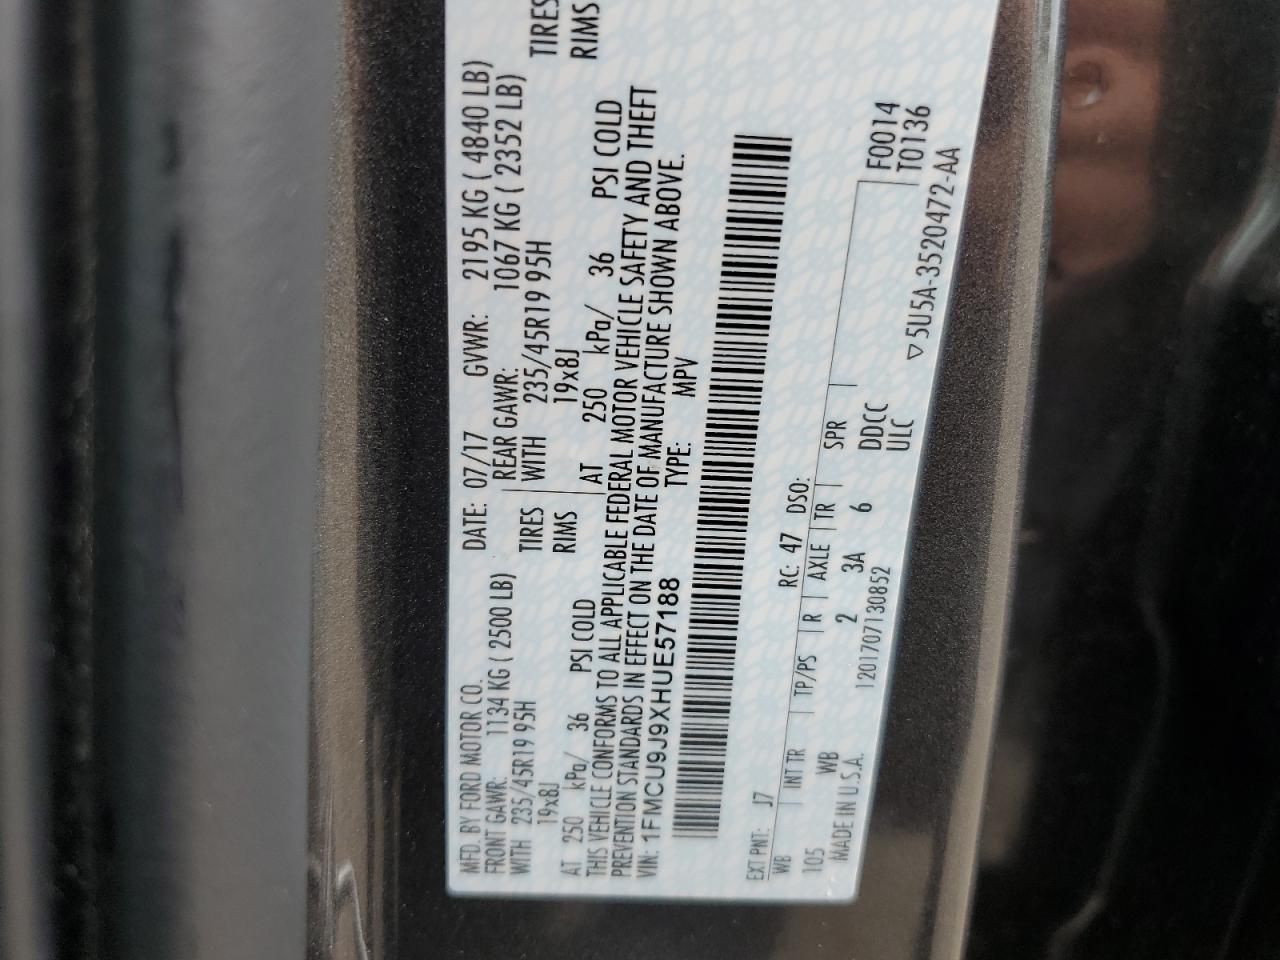 MFD. BY FORD MOTOR CO.
DATE: 07/17 GVWR: 2195 KG ( 4840 LB)
FRONT GAWR: 1134 KG ( 2500 LB) REAR GAWR: 1067 KG ( 2352 LB)
WITH 235/45R19 95H TIRES WITH 235/45R19 95H TIRES
19x8J RIMS 19x8J RIMS
AT 250 kPa/ 36 PSI COLD AT 250 kPa/ 36 PSI COLD
THIS VEHICLE CONFORMS TO ALL APPLICABLE FEDERAL MOTOR VEHICLE SAFETY AND THEFT
PREVENTION STANDARDS IN EFFECT ON THE DATE OF MANUFACTURE SHOWN ABOVE.
VIN: 1FMCU9J9XHUE57188 TYPE: MPV
EXT PNT: J7 RC: 47 DSO:
WB INT TR TP/PS R AXLE TR SPR F0014
105 WB 2 3A 6 DDCC T0136
MADE IN U.S.A. 1201707130852 ULC ▽5U5A-3520472-AA